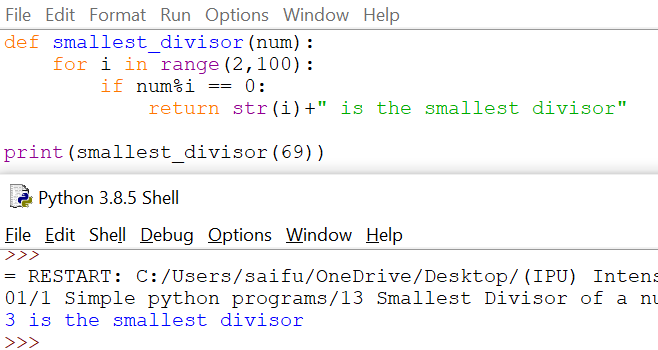 File Edit Format Run Options Window Help
def smallest_divisor(num):
    for i in range(2,100):
        if num%i == 0:
            return str(i)+" is the smallest divisor"
print(smallest_divisor(69))
Python 3.8.5 Shell
File Edit Shell Debug Options Window Help
>>>
= RESTART: C:/Users/saifu/OneDrive/Desktop/(IPU) Intens
01/1 Simple python programs/13 Smallest Divisor of a nu
3 is the smallest divisor
>>>